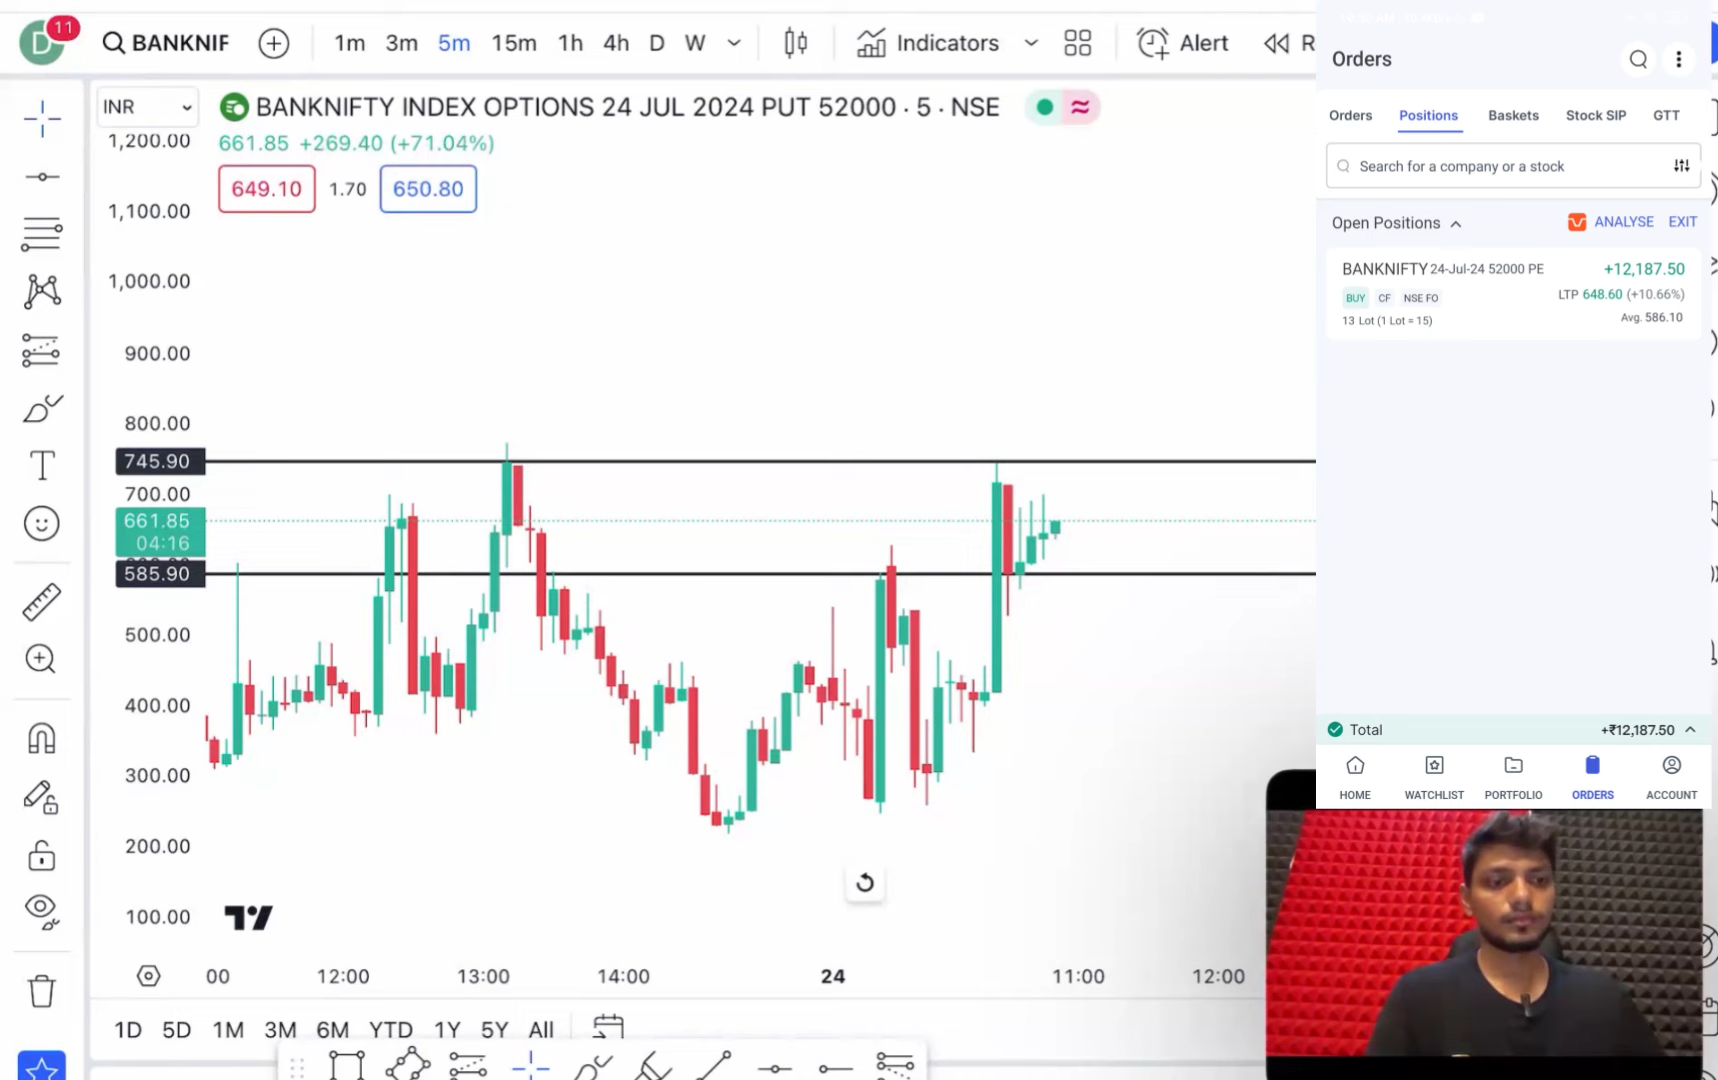 D
11
BANKNIF
1m 3m 5m 15m 1h 4h D W
Indicators
Alert
R
INR
BANKNIFTY INDEX OPTIONS 24 JUL 2024 PUT 52000 · 5 · NSE
661.85 +269.40 (+71.04%)
649.10 1.70 650.80
1,200.00
1,100.00
1,000.00
900.00
800.00
745.90
700.00
661.85
04:16
585.90
500.00
400.00
300.00
200.00
100.00
00 12:00 13:00 14:00 24 11:00 12:00
1D 5D 1M 3M 6M YTD 1Y 5Y All
Orders
Orders Positions Baskets Stock SIP GTT
Search for a company or a stock
Open Positions ANALYSE EXIT
BANKNIFTY 24-Jul-24 52000 PE +12,187.50
BUY CF NSE FO LTP 648.60 (+10.66%)
13 Lot (1 Lot = 15) Avg. 586.10
Total +₹12,187.50
HOME WATCHLIST PORTFOLIO ORDERS ACCOUNT